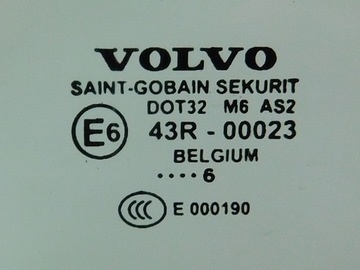 VOLVO
SAINT-GOBAIN SEKURIT
DOT32 M6 AS2
E6 43R - 00023
BELGIUM
····6
CCC E 000190